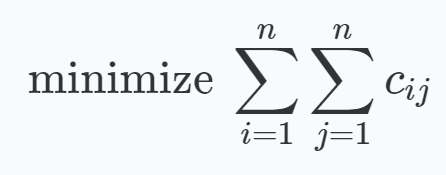 minimize $\sum_{i=1}^{n} \sum_{j=1}^{n} c_{ij}$